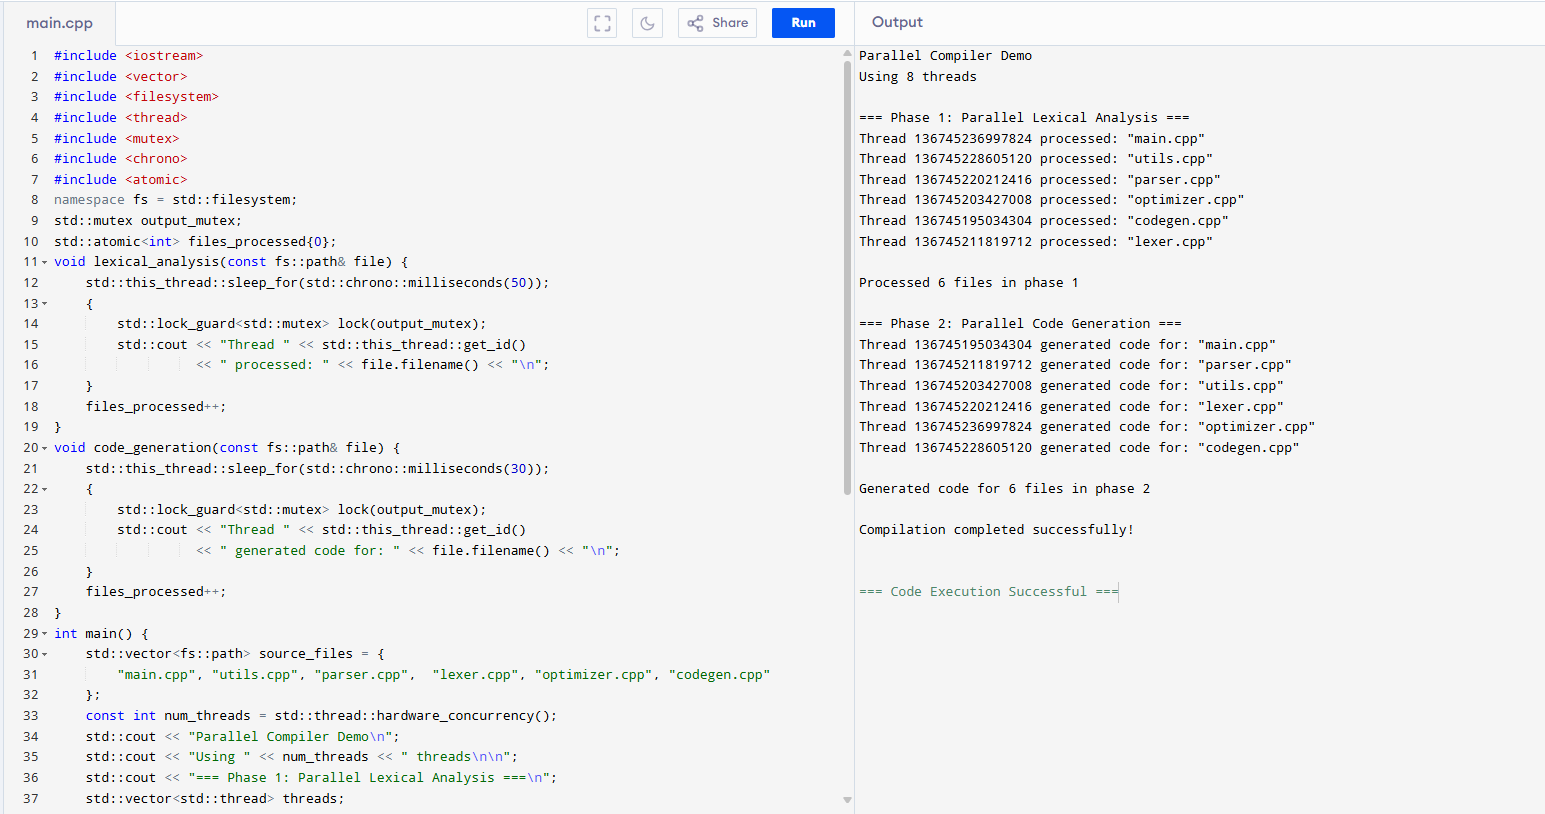 main.cpp
Share
Run
Output
1 #include <iostream>
2 #include <vector>
3 #include <filesystem>
4 #include <thread>
5 #include <mutex>
6 #include <chrono>
7 #include <atomic>
8 namespace fs = std::filesystem;
9 std::mutex output_mutex;
10 std::atomic<int> files_processed{0};
11 void lexical_analysis(const fs::path& file) {
12     std::this_thread::sleep_for(std::chrono::milliseconds(50));
13     {
14         std::lock_guard<std::mutex> lock(output_mutex);
15         std::cout << "Thread " << std::this_thread::get_id()
16                   << " processed: " << file.filename() << "\n";
17     }
18     files_processed++;
19 }
20 void code_generation(const fs::path& file) {
21     std::this_thread::sleep_for(std::chrono::milliseconds(30));
22     {
23         std::lock_guard<std::mutex> lock(output_mutex);
24         std::cout << "Thread " << std::this_thread::get_id()
25                   << " generated code for: " << file.filename() << "\n";
26     }
27     files_processed++;
28 }
29 int main() {
30     std::vector<fs::path> source_files = {
31         "main.cpp", "utils.cpp", "parser.cpp",  "lexer.cpp", "optimizer.cpp", "codegen.cpp"
32     };
33     const int num_threads = std::thread::hardware_concurrency();
34     std::cout << "Parallel Compiler Demo\n";
35     std::cout << "Using " << num_threads << " threads\n\n";
36     std::cout << "=== Phase 1: Parallel Lexical Analysis ===\n";
37     std::vector<std::thread> threads;
Parallel Compiler Demo
Using 8 threads
=== Phase 1: Parallel Lexical Analysis ===
Thread 136745236997824 processed: "main.cpp"
Thread 136745228605120 processed: "utils.cpp"
Thread 136745220212416 processed: "parser.cpp"
Thread 136745203427008 processed: "optimizer.cpp"
Thread 136745195034304 processed: "codegen.cpp"
Thread 136745211819712 processed: "lexer.cpp"
Processed 6 files in phase 1
=== Phase 2: Parallel Code Generation ===
Thread 136745195034304 generated code for: "main.cpp"
Thread 136745211819712 generated code for: "parser.cpp"
Thread 136745203427008 generated code for: "utils.cpp"
Thread 136745220212416 generated code for: "lexer.cpp"
Thread 136745236997824 generated code for: "optimizer.cpp"
Thread 136745228605120 generated code for: "codegen.cpp"
Generated code for 6 files in phase 2
Compilation completed successfully!
=== Code Execution Successful ===